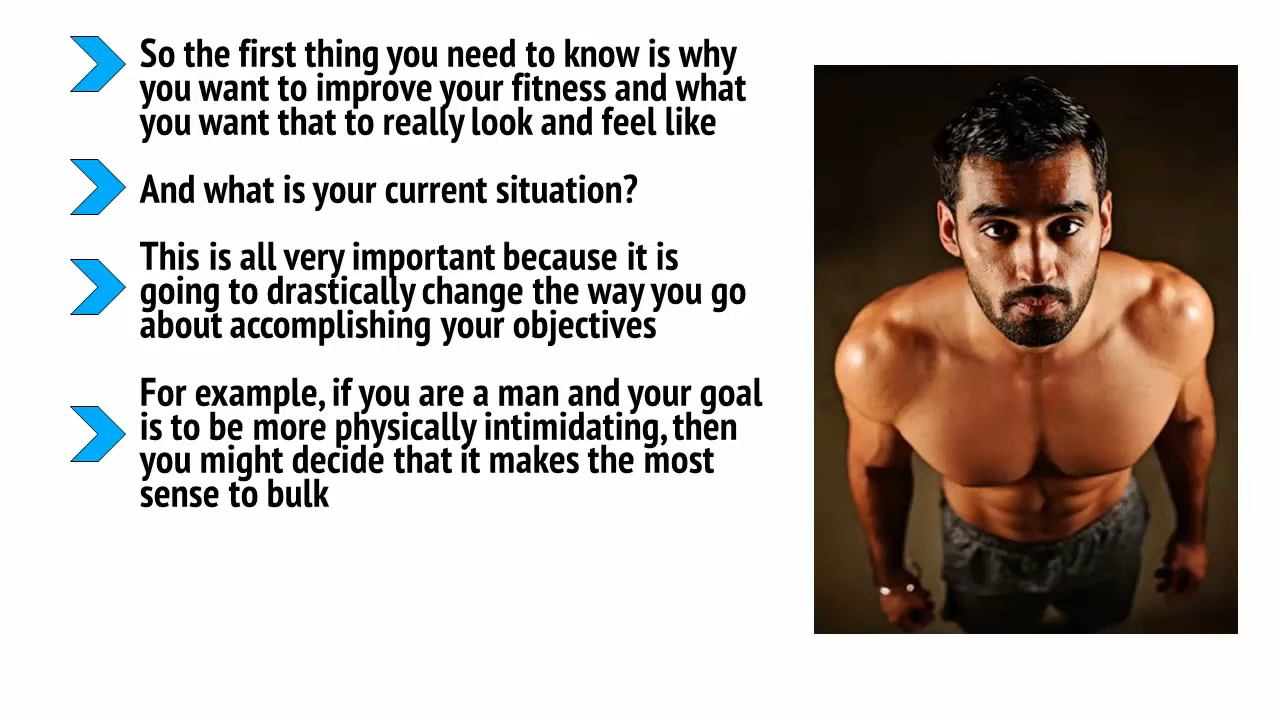 So the first thing you need to know is why
you want to improve your fitness and what
you want that to really look and feel like
And what is your current situation?
This is all very important because it is
going to drastically change the way you go
about accomplishing your objectives
For example, if you are a man and your goal
is to be more physically intimidating, then
you might decide that it makes the most
sense to bulk